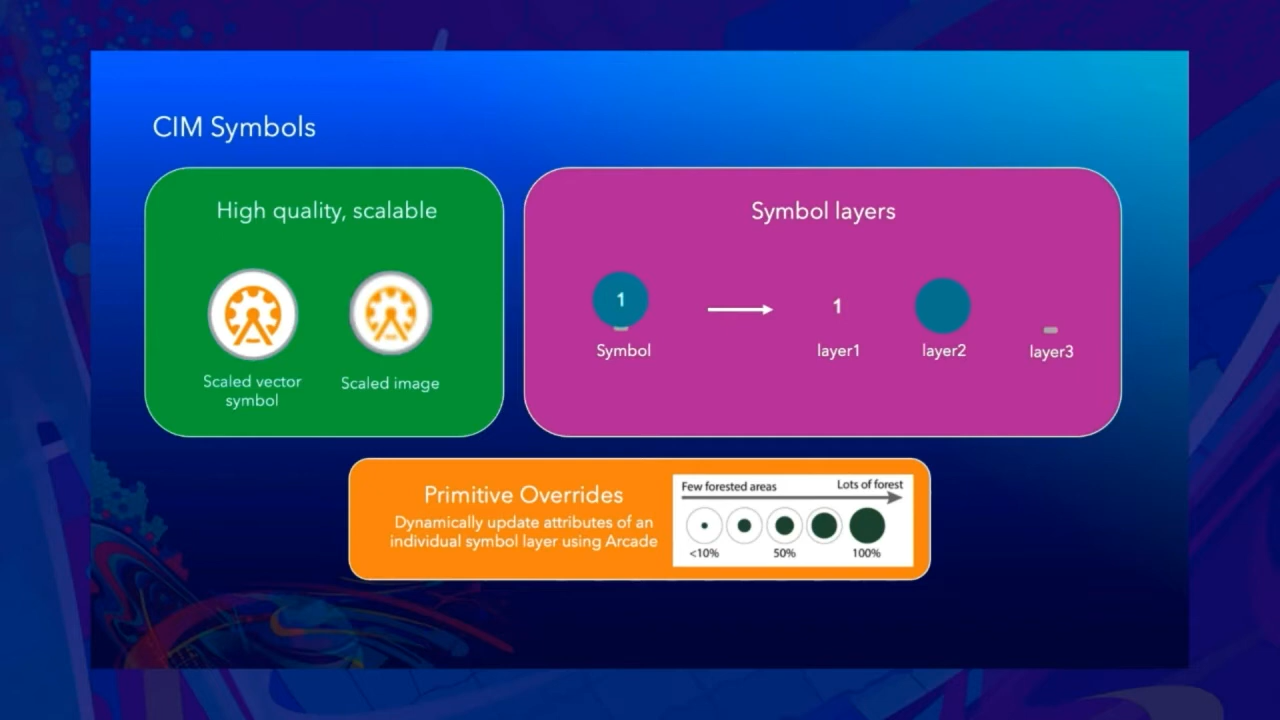 CIM Symbols
High quality, scalable
Scaled vector
symbol
Scaled image
Symbol layers
1
Symbol
1
layer1
layer2
layer3
Primitive Overrides
Dynamically update attributes of an
individual symbol layer using Arcade
Few forested areas
Lots of forest
<10%
50%
100%